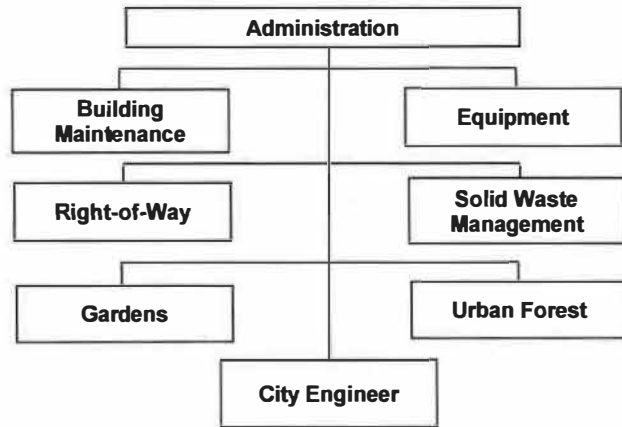 Administration
Building
Maintenance
Equipment
Right-of-Way
Solid Waste
Management
Gardens
Urban Forest
City Engineer